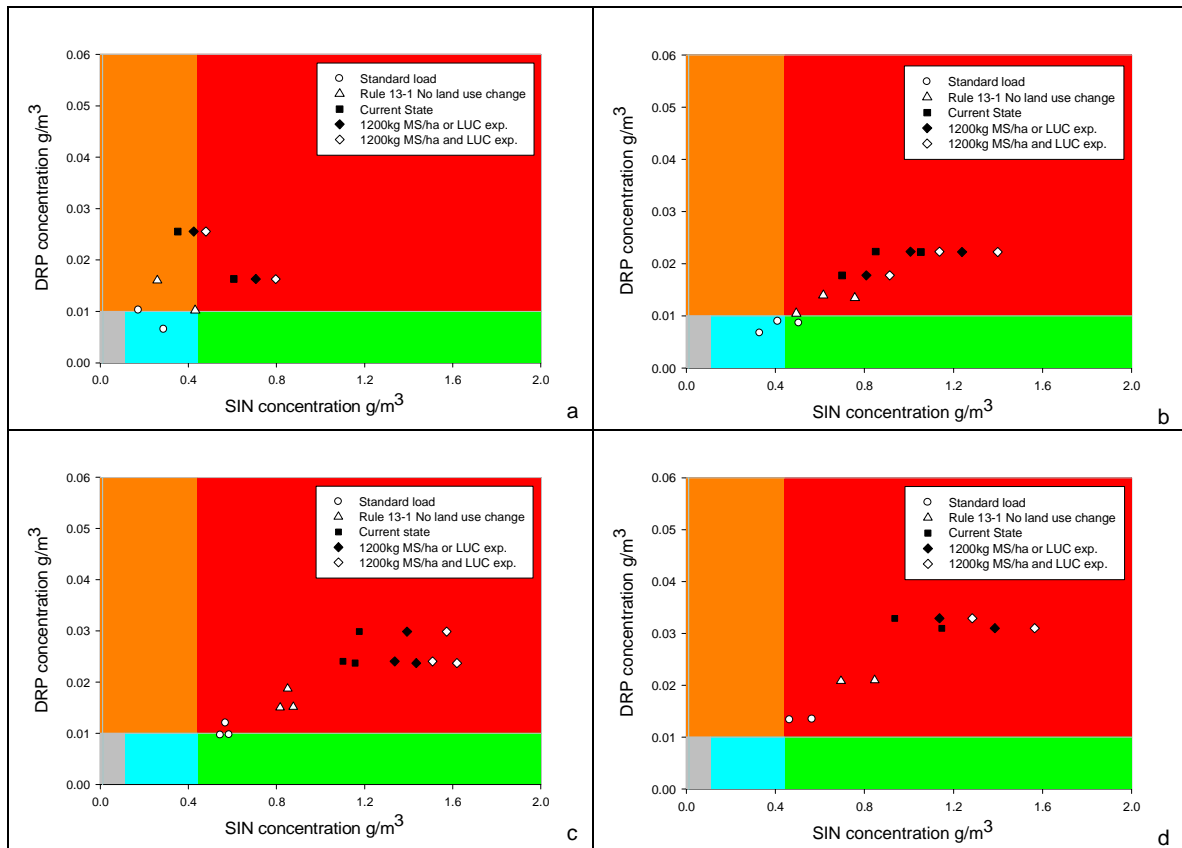 0.06
0.05
0.04
0.03
0.02
0.01
0.00
DRP concentration g/m3
Standard load
Rule 13-1 No land use change
Current State
1200kg MS/ha or LUC exp.
1200kg MS/ha and LUC exp.
0.0 0.4 0.8 1.2 1.6 2.0
SIN concentration g/m3
a
0.06
0.05
0.04
0.03
0.02
0.01
0.00
DRP concentration g/m3
Standard load
Rule 13-1 No land use change
Current State
1200kg MS/ha or LUC exp.
1200kg MS/ha and LUC exp.
0.0 0.4 0.8 1.2 1.6 2.0
SIN concentration g/m3
b
0.06
0.05
0.04
0.03
0.02
0.01
0.00
DRP concentration g/m3
Standard load
Rule 13-1 No land use change
Current state
1200kg MS/ha or LUC exp.
1200kg MS/ha and LUC exp.
0.0 0.4 0.8 1.2 1.6 2.0
SIN concentration g/m3
c
0.06
0.05
0.04
0.03
0.02
0.01
0.00
DRP concentration g/m3
Standard load
Rule 13-1 No land use change
Current State
1200kg MS/ha or LUC exp.
1200kg MS/ha and LUC exp.
0.0 0.4 0.8 1.2 1.6 2.0
SIN concentration g/m3
d